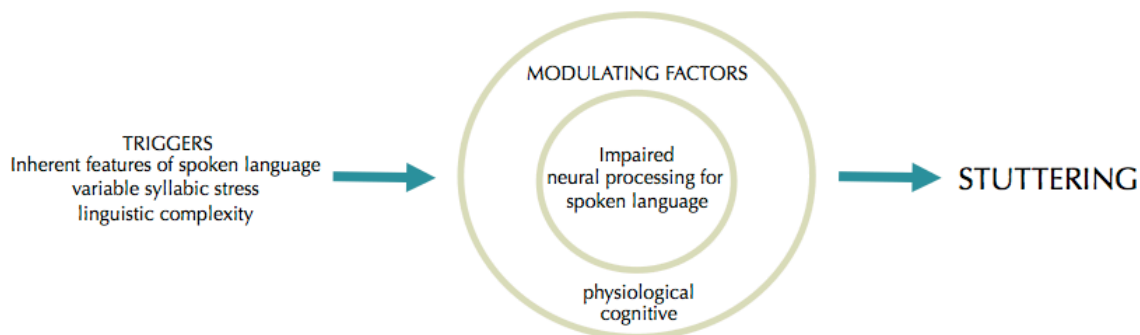 TRIGGERS
Inherent features of spoken language
variable syllabic stress
linguistic complexity
MODULATING FACTORS
Impaired
neural processing for
spoken language
physiological
cognitive
STUTTERING